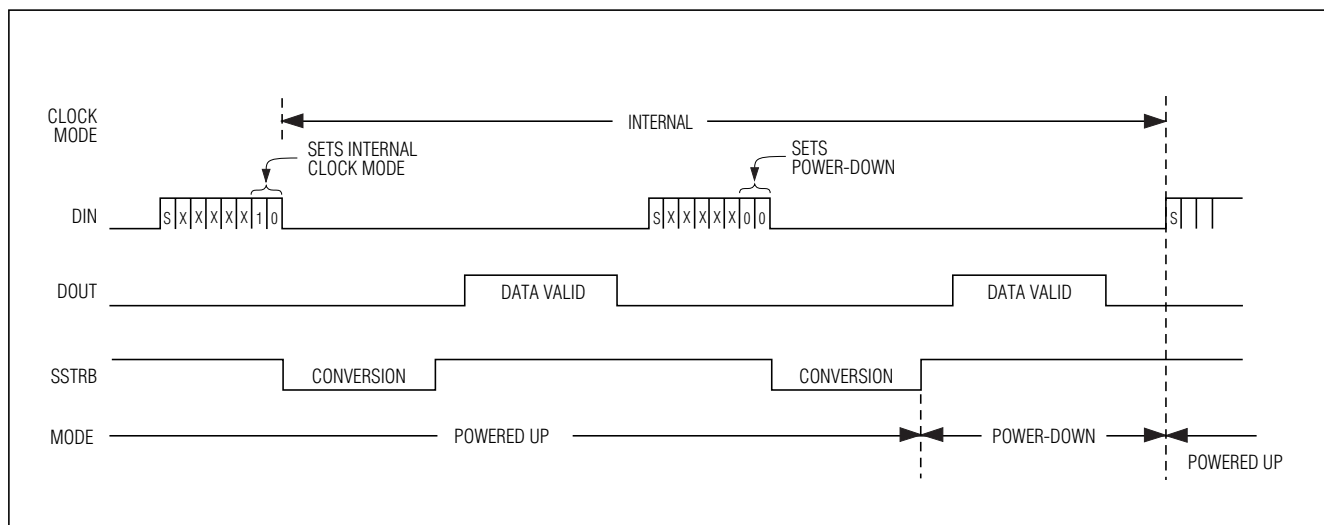 CLOCK
MODE
INTERNAL
SETS INTERNAL
CLOCK MODE
SETS
POWER-DOWN
DIN
S X X X X X 1 0
S X X X X X 0 0
S
DOUT
DATA VALID
DATA VALID
SSTRB
CONVERSION
CONVERSION
MODE
POWERED UP
POWER-DOWN
POWERED UP